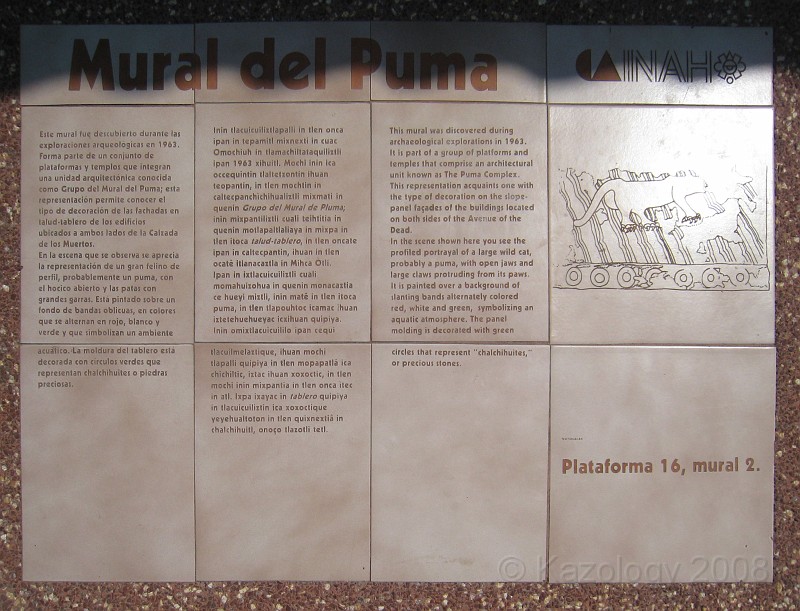 Mural del Puma
INAH
Este mural fue descubierto durante las
exploraciones arqueológicas en 1963.
Forma parte de un conjunto de
plataformas y templos que integran
una unidad arquitectónica conocida
como Grupo del Mural del Puma; esta
representación permite conocer el
tipo de decoración de las fachadas en
talud-tablero de los edificios
ubicados a ambos lados de la Calzada
de los Muertos.
En la escena que se observa se aprecia
la representación de un gran felino de
perfil, probablemente un puma, con
el hocico abierto y las patas con
grandes garras. Está pintado sobre un
fondo de bandas oblicuas, en colores
que se alternan en rojo, blanco y
verde y que simbolizan un ambiente
acuático. La moldura del tablero está
decorada con círculos verdes que
representan chalchihuites o piedras
preciosas.
Inin tlacuicuiliztlapalli in tlen onca
ipan in tepamitl mixnexti in cuac
Omochiuh in tlamachiltataquilistli
ipan 1963 xihuitl. Mochi inin ica
occequintin tlaltetzontin ihuan
teopantin, in tlen mochtin in
caltecpanchichihualiztli mixmati in
quenin Grupo del Mural de Puma;
inin mixpantiliztli cuali teihtitia in
quenin motlapaltlaliaya in mixpa in
tlen itoca talud-tablero, in tlen oncate
ipan in caltecpantin, ihuan in tlen
ocaté itlanacaztla in Mihca Otli.
Ipan in ixtlacuicuiliztli cuali
momahuizohua in quenin monacaztla
ce hueyi mixtli, inin maté in tlen itoca
puma, in tlen tlapouhtoc icamac ihuan
iztetehuehueyac iccihuan quipiya.
Inin omixtlacuicuililo ipan cequi
tlacuilmelaztique, ihuan mochi
tlapalli quipiya in tlen mopapatlá ica
chichiltic, iztac ihuan xoxoctic, in tlen
mochi inin mixpantia in tlen onca itec
in atl. Ixpa ixayac in tablero quipiya
in tlacuicuiliztin ica xoxoctique
yeyehualtoton in tlen quixnextiá in
chalchihuitl, onoço tlazotli tetl.
This mural was discovered during
archaeological explorations in 1963.
It is part of a group of platforms and
temples that comprise an architectural
unit known as The Puma Complex.
This representation acquaints one with
the type of decoration on the slope-
panel façades of the buildings located
on both sides of the Avenue of the
Dead.
In the scene shown here you see the
profiled portrayal of a large wild cat,
probably a puma, with open jaws and
large claws protruding from its paws.
It is painted over a background of
slanting bands alternately colored
red, white and green, symbolizing an
aquatic atmosphere. The panel
molding is decorated with green
circles that represent "chalchihuites,"
or precious stones.
Plataforma 16, mural 2.
© Kazology 2008